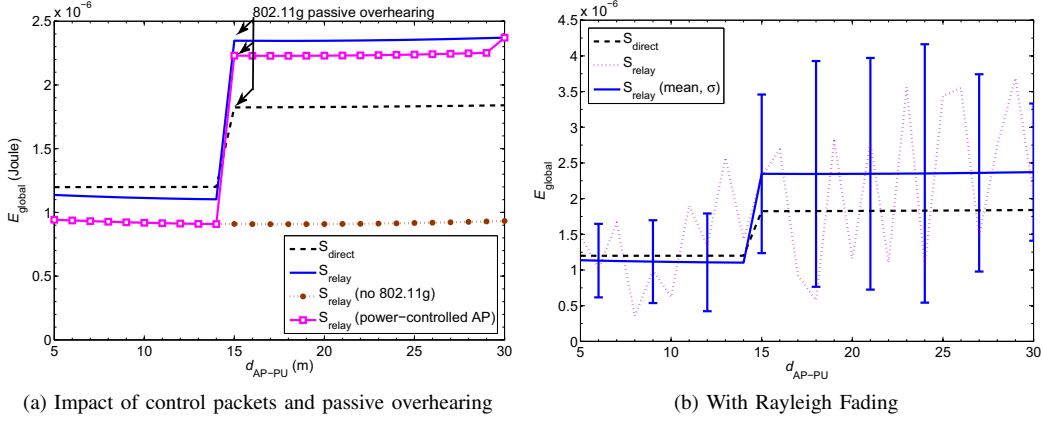 802.11g passive overhearing
x 10⁻⁶
2.5
2
1.5
1
0.5
0
E_global (Joule)
S_direct
S_relay
S_relay (no 802.11g)
S_relay (power-controlled AP)
5 10 15 20 25 30
d_AP−PU (m)
(a) Impact of control packets and passive overhearing
x 10⁻⁶
4.5
4
3.5
3
2.5
2
1.5
1
0.5
0
E_global
S_direct
S_relay
S_relay (mean, σ)
5 10 15 20 25 30
d_AP−PU
(b) With Rayleigh Fading